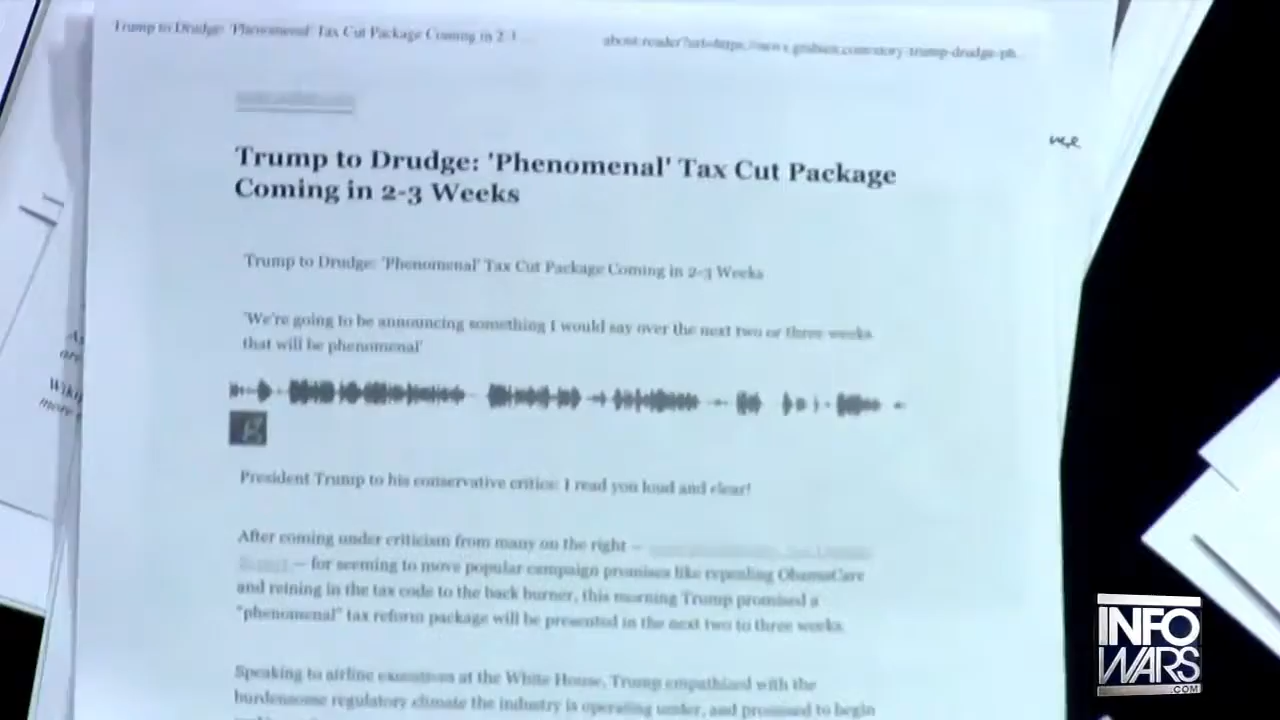 Trump to Drudge: 'Phenomenal' Tax Cut Package Coming in 2-3
Trump to Drudge: 'Phenomenal' Tax Cut Package
Coming in 2-3 Weeks
Trump to Drudge: 'Phenomenal' Tax Cut Package Coming in 2-3 Weeks
'We're going to be announcing something I would say over the next two or three weeks
that will be phenomenal'
President Trump to his conservative critics: I read you loud and clear!
After coming under criticism from many on the right —
— for seeming to move popular campaign promises like repealing ObamaCare
and reining in the tax code to the back burner, this morning Trump promised a
"phenomenal" tax reform package will be presented in the next two to three weeks.
Speaking to airline executives at the White House, Trump empathized with the
burdensome regulatory climate the industry is operating under, and promised to begin
INFO
WARS
.COM